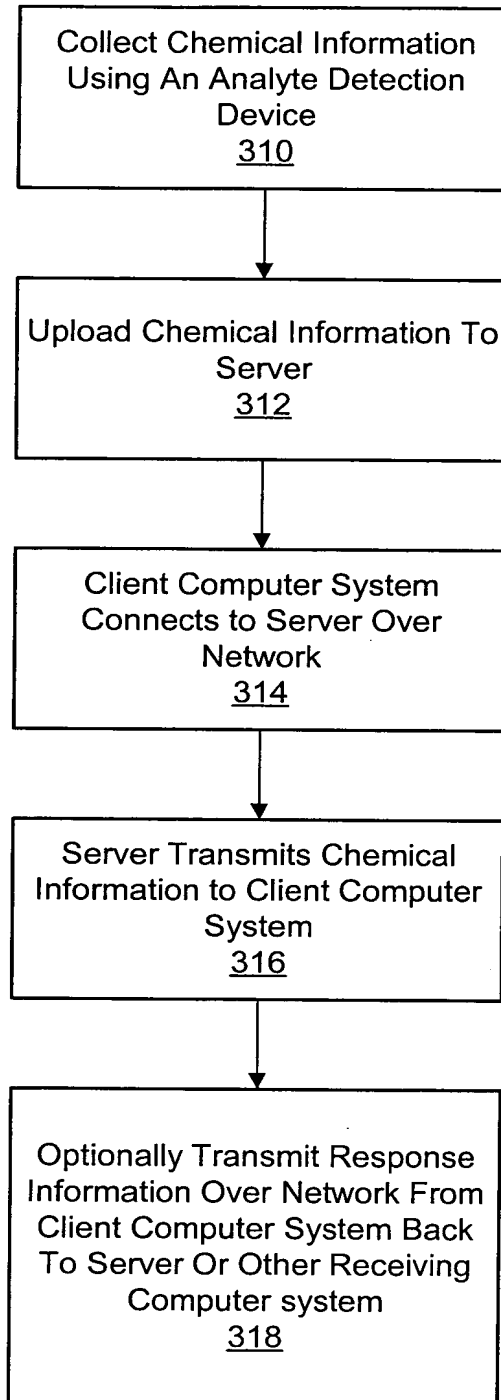 Collect Chemical Information
Using An Analyte Detection
Device
310
Upload Chemical Information To
Server
312
Client Computer System
Connects to Server Over
Network
314
Server Transmits Chemical
Information to Client Computer
System
316
Optionally Transmit Response
Information Over Network From
Client Computer System Back
To Server Or Other Receiving
Computer system
318